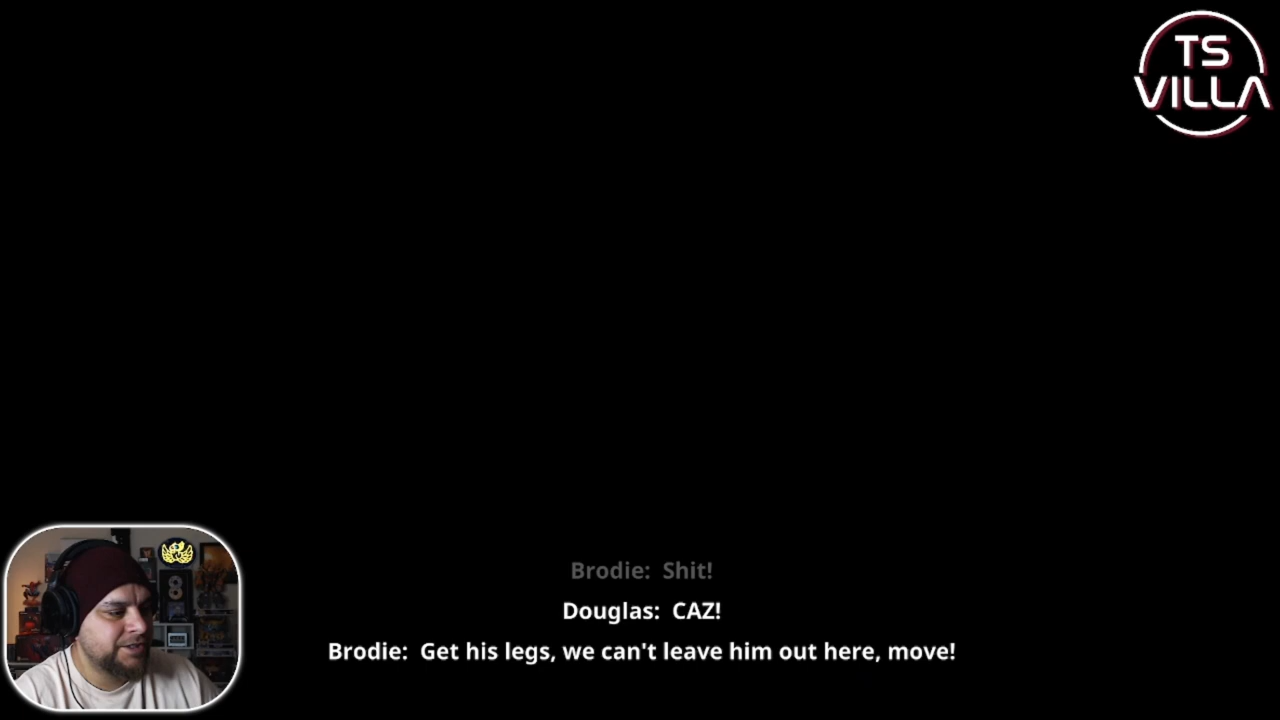 TS
VILLA
Brodie: Shit!
Douglas: CAZ!
Brodie: Get his legs, we can't leave him out here, move!